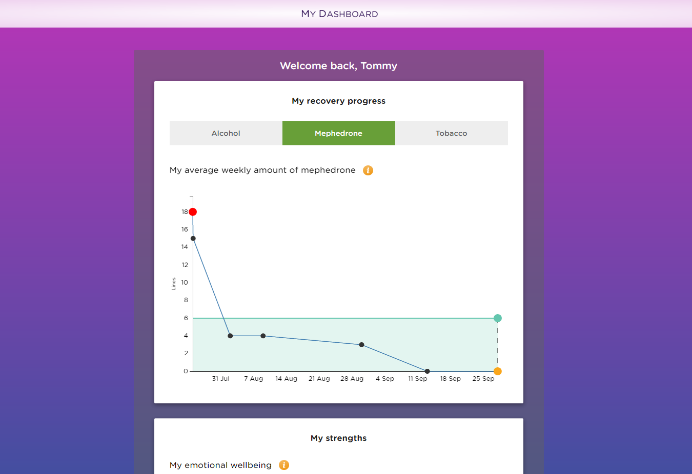 MY DASHBOARD
Welcome back, Tommy
My recovery progress
Alcohol Mephedrone Tobacco
My average weekly amount of mephedrone i
18
16
14
12
10
8
6
4
2
0
Lines
31 Jul 7 Aug 14 Aug 21 Aug 28 Aug 4 Sep 11 Sep 18 Sep 25 Sep
My strengths
My emotional wellbeing i